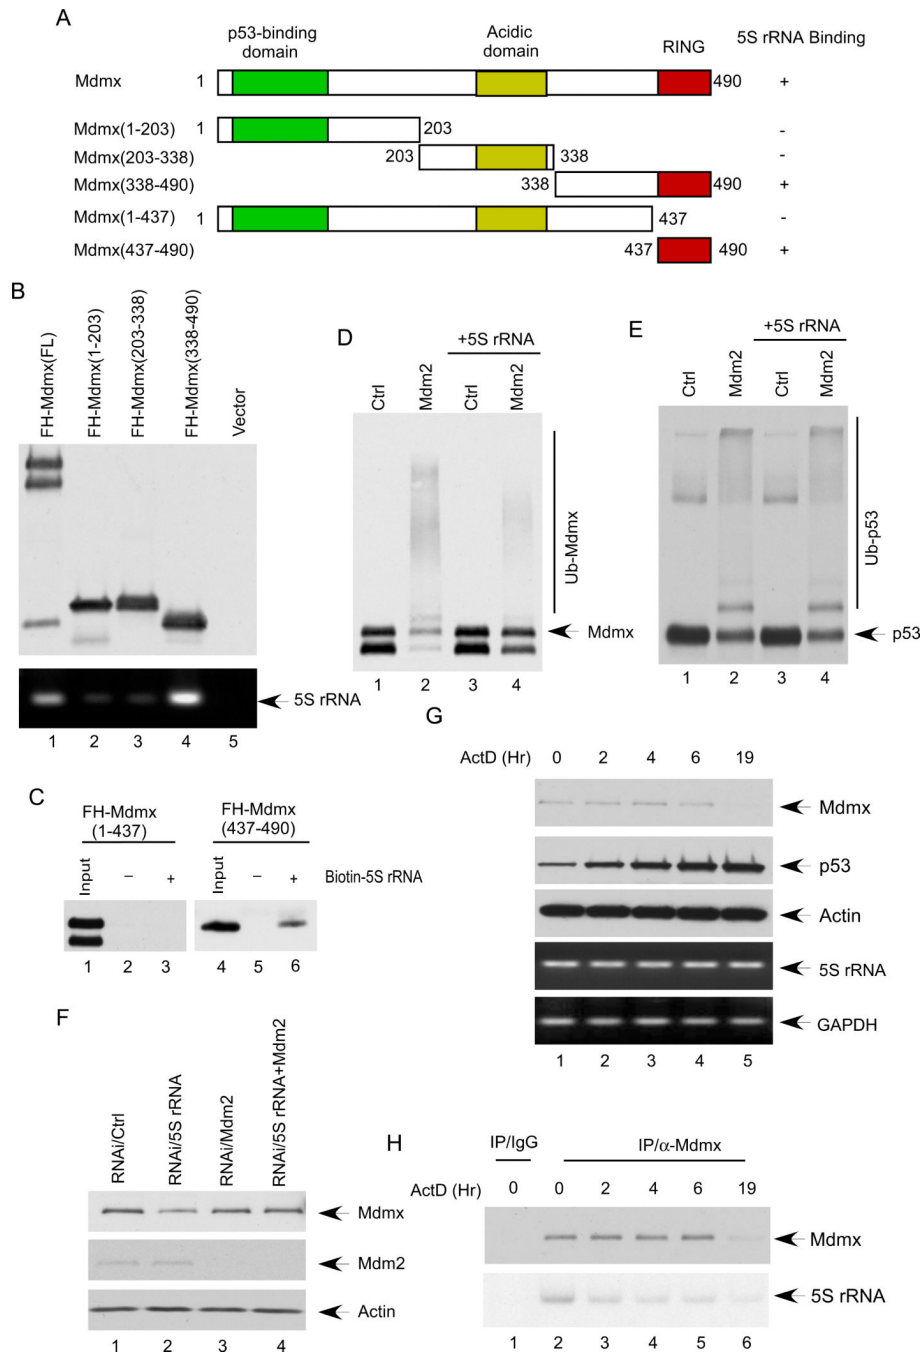 A
p53-binding domain
Acidic domain
RING
5S rRNA Binding
Mdmx 1 490 +
Mdmx(1-203) 1 203 -
Mdmx(203-338) 203 338 -
Mdmx(338-490) 338 490 +
Mdmx(1-437) 1 437 -
Mdmx(437-490) 437 490 +
B
FH-Mdmx(FL)
FH-Mdmx(1-203)
FH-Mdmx(203-338)
FH-Mdmx(338-490)
Vector
5S rRNA
1 2 3 4 5
C
FH-Mdmx (1-437)
FH-Mdmx (437-490)
Input – + Input – + Biotin-5S rRNA
1 2 3 4 5 6
D
+5S rRNA
Ctrl Mdm2 Ctrl Mdm2
Ub-Mdmx
Mdmx
1 2 3 4
E
+5S rRNA
Ctrl Mdm2 Ctrl Mdm2
Ub-p53
p53
1 2 3 4
F
RNAi/Ctrl
RNAi/5S rRNA
RNAi/Mdm2
RNAi/5S rRNA+Mdm2
Mdmx
Mdm2
Actin
1 2 3 4
G
ActD (Hr) 0 2 4 6 19
Mdmx
p53
Actin
5S rRNA
GAPDH
1 2 3 4 5
H
IP/IgG IP/α-Mdmx
ActD (Hr) 0 0 2 4 6 19
Mdmx
5S rRNA
1 2 3 4 5 6